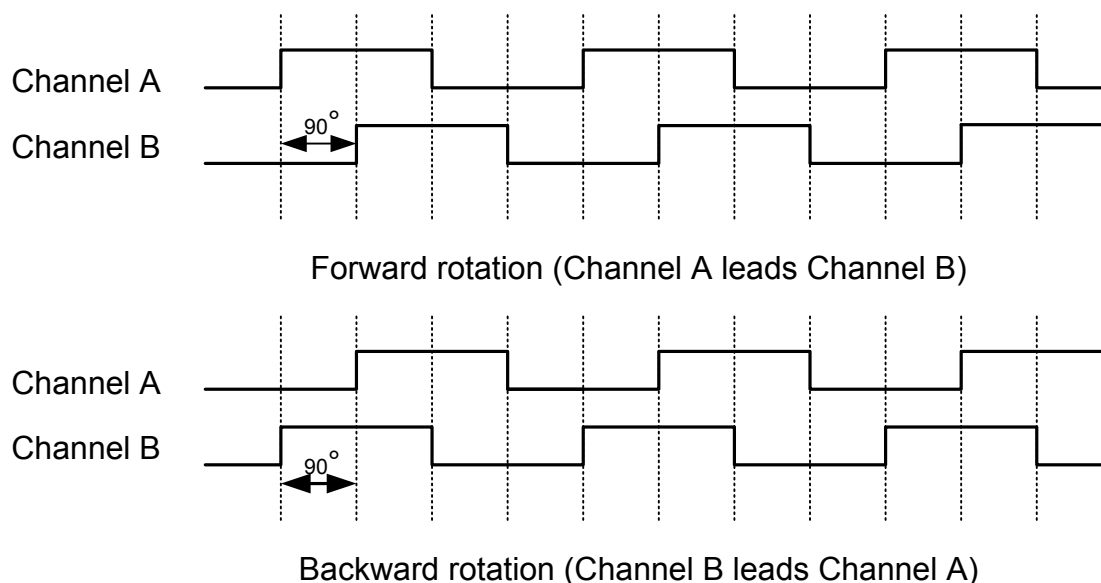 Channel A
90°
Channel B
Forward rotation (Channel A leads Channel B)
Channel A
Channel B
90°
Backward rotation (Channel B leads Channel A)